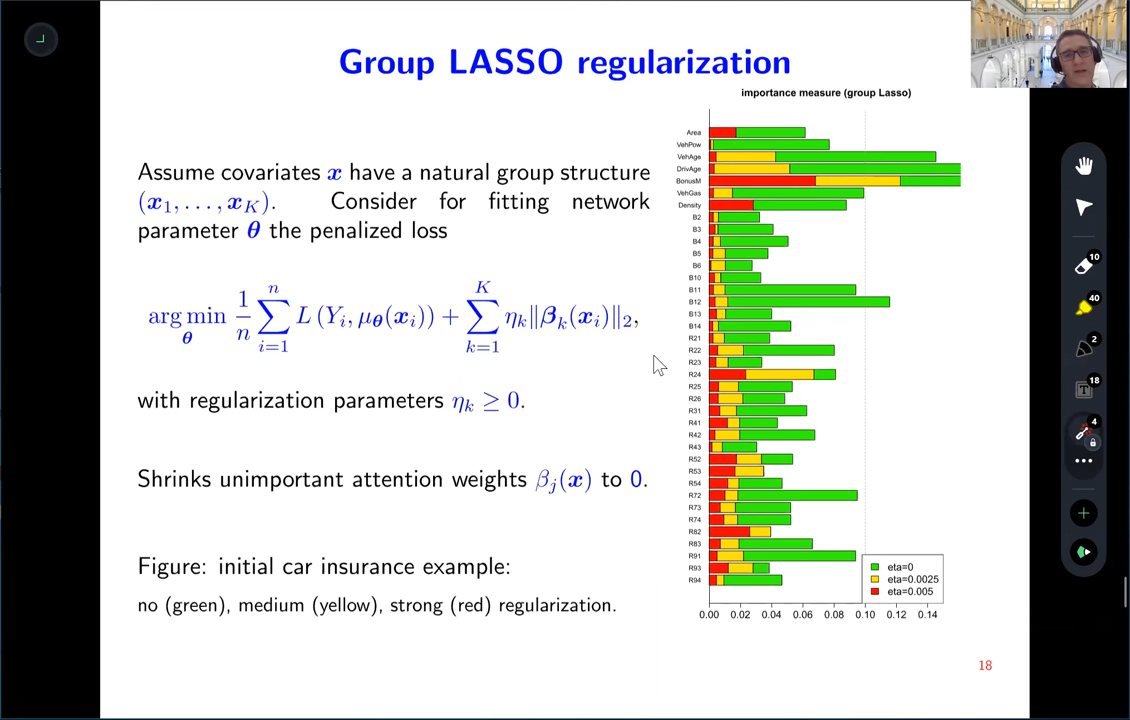 Group LASSO regularization
Assume covariates x have a natural group structure
(x₁, . . . , x_K). Consider for fitting network
parameter θ the penalized loss
arg min_θ 1/n ∑_{i=1}^{n} L (Y_i, μ_θ(x_i)) + ∑_{k=1}^{K} η_k‖β_k(x_i)‖₂,
with regularization parameters η_k ≥ 0.
Shrinks unimportant attention weights β_j(x) to 0.
Figure: initial car insurance example:
no (green), medium (yellow), strong (red) regularization.
importance measure (group Lasso)
Area
VehPow
VehAge
DrivAge
BonusM
VehGas
Density
B2
B3
B4
B5
B6
B10
B11
B12
B13
B14
R21
R22
R23
R24
R25
R26
R31
R41
R42
R43
R52
R53
R54
R72
R73
R74
R82
R83
R91
R93
R94
eta=0
eta=0.0025
eta=0.005
0.00 0.02 0.04 0.06 0.08 0.10 0.12 0.14
18
10
40
2
18
4